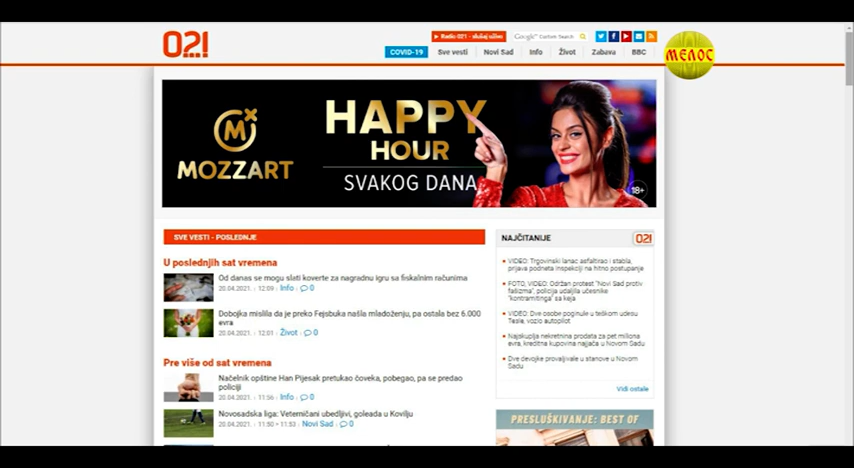 021
Radio 021 - slušaj uživo
Google Custom Search
COVID-19 Sve vesti Novi Sad Info Život Zabava BBC
МЕЛОС
HAPPY
HOUR
MOZZART
SVAKOG DANA
18+
SVE VESTI - POSLEDNJE
U poslednjih sat vremena
Od danas se mogu slati koverte za nagradnu igru sa fiskalnim računima
20.04.2021. • 12:09 • Info • 0
Dobojka mislila da je preko Fejsbuka našla mladoženju, pa ostala bez 6.000
evra
20.04.2021. • 12:01 • Život • 0
Pre više od sat vremena
Načelnik opštine Han Pijesak pretukao čoveka, pobegao, pa se predao
policiji
20.04.2021. • 11:56 • Info • 0
Novosadska liga: Veterničani ubedljivi, goleada u Kovilju
20.04.2021. • 11:50 > 11:53 • Novi Sad • 0
NAJČITANIJE
021
VIDEO: Trgovinski lanac asfaltirao i stabla,
prijava podneta inspekciji na hitno postupanje
FOTO, VIDEO: Održan protest "Novi Sad protiv
fašizma", policija udaljila učesnike
"kontramitinga" sa keja
VIDEO: Dve osobe poginule u teškom udesu
Tesle, vozio autopilot
Najskuplja nekretnina prodata za pet miliona
evra, kreditna kupovina najjača u Novom Sadu
Dve devojke provaljivale u stanove u Novom
Sadu
Vidi ostale
PRESLUŠKIVANJE: BEST OF